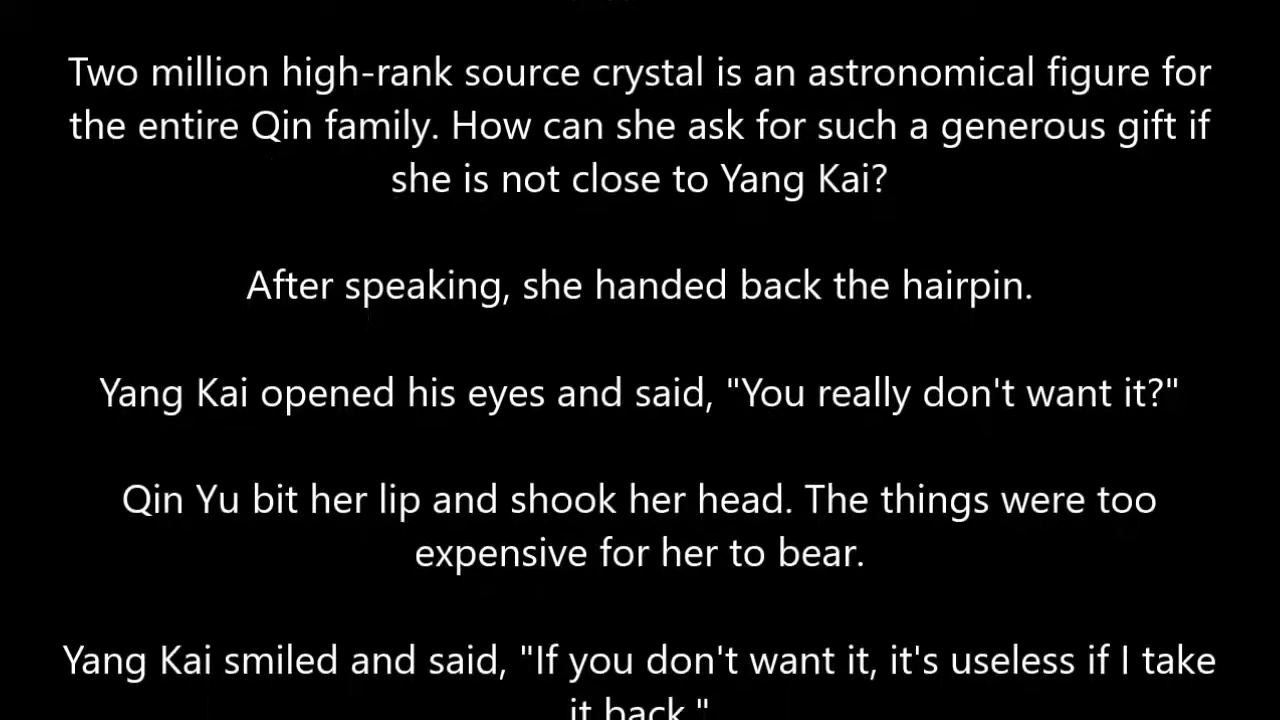 Two million high-rank source crystal is an astronomical figure for
the entire Qin family. How can she ask for such a generous gift if
she is not close to Yang Kai?
After speaking, she handed back the hairpin.
Yang Kai opened his eyes and said, "You really don't want it?"
Qin Yu bit her lip and shook her head. The things were too
expensive for her to bear.
Yang Kai smiled and said, "If you don't want it, it's useless if I take
it back."